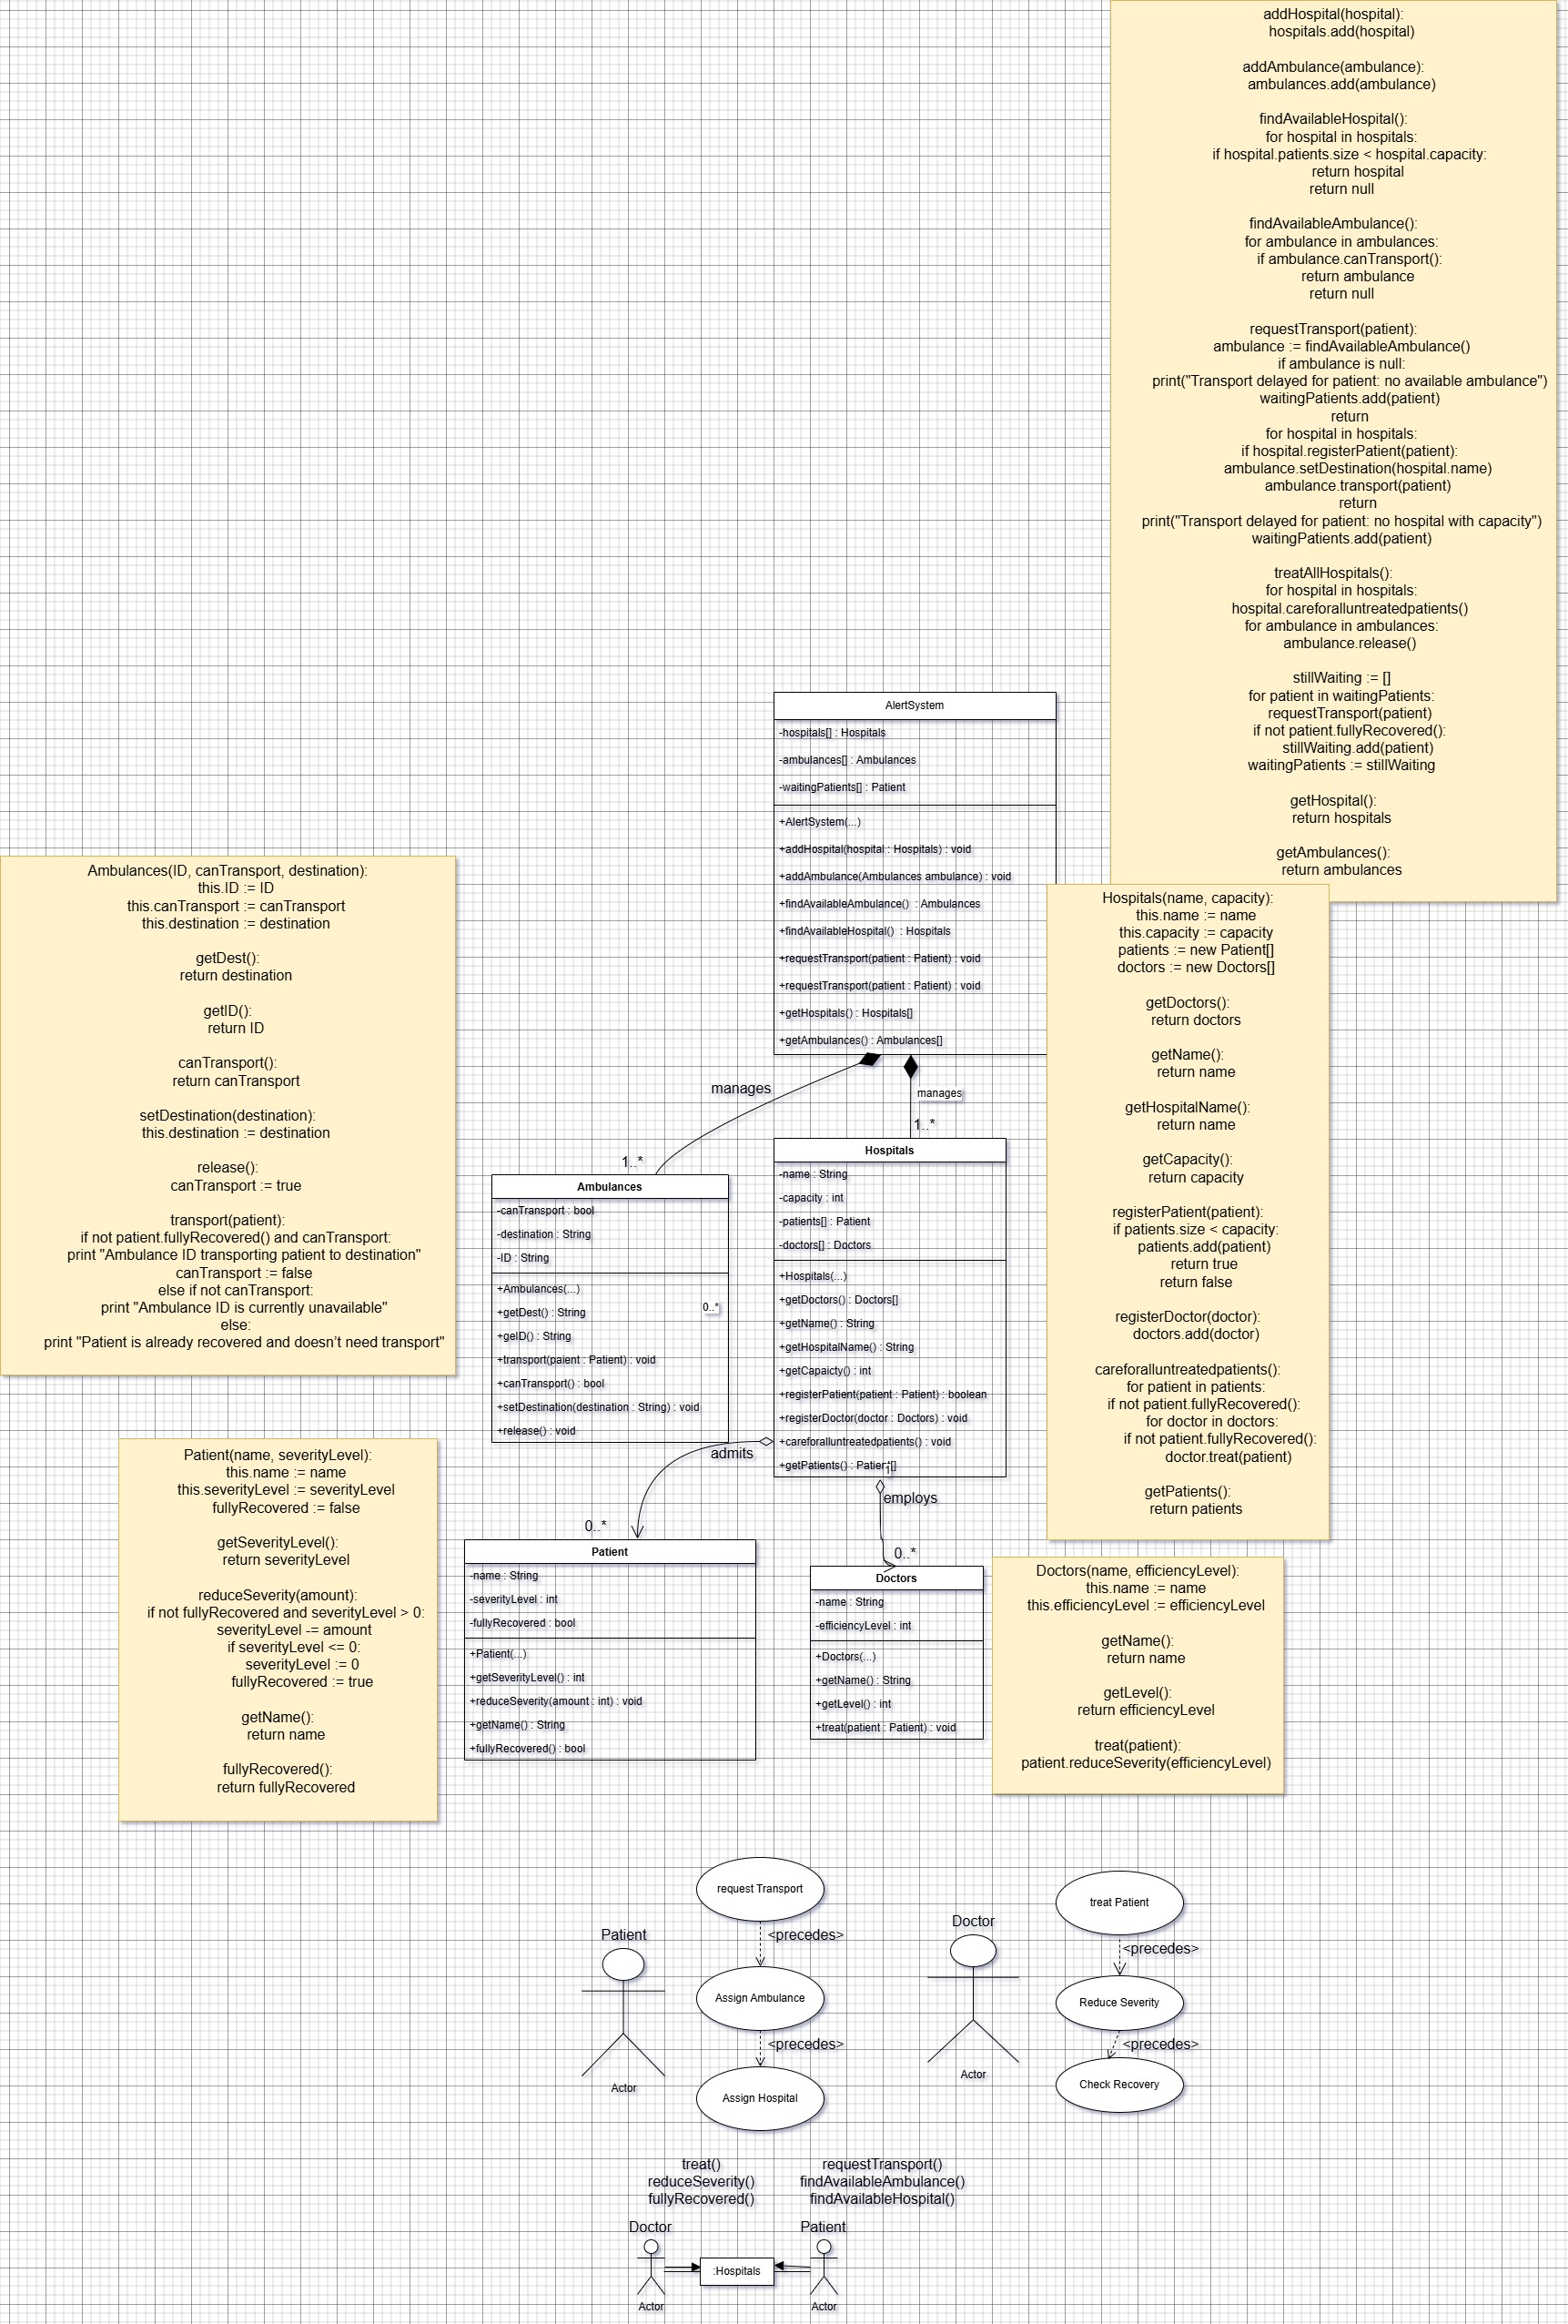 addHospital(hospital):
hospitals.add(hospital)
addAmbulance(ambulance):
ambulances.add(ambulance)
findAvailableHospital():
for hospital in hospitals:
if hospital.patients.size < hospital.capacity:
return hospital
return null
findAvailableAmbulance():
for ambulance in ambulances:
if ambulance.canTransport():
return ambulance
return null
requestTransport(patient):
ambulance := findAvailableAmbulance()
if ambulance is null:
print("Transport delayed for patient: no available ambulance")
waitingPatients.add(patient)
return
for hospital in hospitals:
if hospital.registerPatient(patient):
ambulance.setDestination(hospital.name)
ambulance.transport(patient)
return
print("Transport delayed for patient: no hospital with capacity")
waitingPatients.add(patient)
treatAllHospitals():
for hospital in hospitals:
hospital.careforalluntreatedpatients()
for ambulance in ambulances:
ambulance.release()
stillWaiting := []
for patient in waitingPatients:
requestTransport(patient)
if not patient.fullyRecovered():
stillWaiting.add(patient)
waitingPatients := stillWaiting
getHospital():
return hospitals
getAmbulances():
return ambulances
AlertSystem
-hospitals[] : Hospitals
-ambulances[] : Ambulances
-waitingPatients[] : Patient
+AlertSystem(...)
+addHospital(hospital : Hospitals) : void
+addAmbulance(Ambulances ambulance) : void
+findAvailableAmbulance() : Ambulances
+findAvailableHospital() : Hospitals
+requestTransport(patient : Patient) : void
+requestTransport(patient : Patient) : void
+getHospitals() : Hospitals[]
+getAmbulances() : Ambulances[]
Ambulances(ID, canTransport, destination):
this.ID := ID
this.canTransport := canTransport
this.destination := destination
getDest():
return destination
getID():
return ID
canTransport():
return canTransport
setDestination(destination):
this.destination := destination
release():
canTransport := true
transport(patient):
if not patient.fullyRecovered() and canTransport:
print "Ambulance ID transporting patient to destination"
canTransport := false
else if not canTransport:
print "Ambulance ID is currently unavailable"
else:
print "Patient is already recovered and doesn't need transport"
Hospitals(name, capacity):
this.name := name
this.capacity := capacity
patients := new Patient[]
doctors := new Doctors[]
getDoctors():
return doctors
getName():
return name
getHospitalName():
return name
getCapacity():
return capacity
registerPatient(patient):
if patients.size < capacity:
patients.add(patient)
return true
return false
registerDoctor(doctor):
doctors.add(doctor)
careforalluntreatedpatients():
for patient in patients:
if not patient.fullyRecovered():
for doctor in doctors:
if not patient.fullyRecovered():
doctor.treat(patient)
getPatients():
return patients
manages
manages
1..*
1..*
Ambulances
-canTransport : bool
-destination : String
-ID : String
+Ambulances(...)
+getDest() : String
+geID() : String
+transport(paient : Patient) : void
+canTransport() : bool
+setDestination(destination : String) : void
+release() : void
0..*
Hospitals
-name : String
-capacity : int
-patients[] : Patient
-doctors[] : Doctors
+Hospitals(...)
+getDoctors() : Doctors[]
+getName() : String
+getHospitalName() : String
+getCapaicty() : int
+registerPatient(patient : Patient) : boolean
+registerDoctor(doctor : Doctors) : void
+careforalluntreatedpatients() : void
+getPatients() : Patient[]
admits
employs
0..*
0..*
Patient(name, severityLevel):
this.name := name
this.severityLevel := severityLevel
fullyRecovered := false
getSeverityLevel():
return severityLevel
reduceSeverity(amount):
if not fullyRecovered and severityLevel > 0:
severityLevel -= amount
if severityLevel <= 0:
severityLevel := 0
fullyRecovered := true
getName():
return name
fullyRecovered():
return fullyRecovered
Patient
-name : String
-severityLevel : int
-fullyRecovered : bool
+Patient(...)
+getSeverityLevel() : int
+reduceSeverity(amount : int) : void
+getName() : String
+fullyRecovered() : bool
Doctors
-name : String
-efficiencyLevel : int
+Doctors(...)
+getName() : String
+getLevel() : int
+treat(patient : Patient) : void
Doctors(name, efficiencyLevel):
this.name := name
this.efficiencyLevel := efficiencyLevel
getName():
return name
getLevel():
return efficiencyLevel
treat(patient):
patient.reduceSeverity(efficiencyLevel)
Patient
Actor
request Transport
<precedes>
Assign Ambulance
<precedes>
Assign Hospital
Doctor
Actor
treat Patient
<precedes>
Reduce Severity
<precedes>
Check Recovery
treat()
reduceSeverity()
fullyRecovered()
requestTransport()
findAvailableAmbulance()
findAvailableHospital()
Doctor
Actor
:Hospitals
Patient
Actor